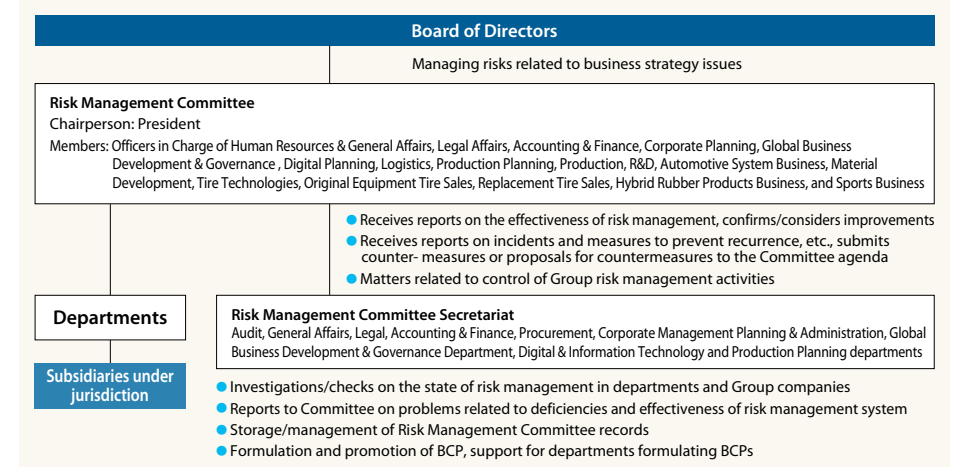 Board of Directors
Managing risks related to business strategy issues
Risk Management Committee
Chairperson: President
Members: Officers in Charge of Human Resources & General Affairs, Legal Affairs, Accounting & Finance, Corporate Planning, Global Business
Development & Governance , Digital Planning, Logistics, Production Planning, Production, R&D, Automotive System Business, Material
Development, Tire Technologies, Original Equipment Tire Sales, Replacement Tire Sales, Hybrid Rubber Products Business, and Sports Business
● Receives reports on the effectiveness of risk management, confirms/considers improvements
● Receives reports on incidents and measures to prevent recurrence, etc., submits
counter- measures or proposals for countermeasures to the Committee agenda
● Matters related to control of Group risk management activities
Departments
Subsidiaries under
jurisdiction
Risk Management Committee Secretariat
Audit, General Affairs, Legal, Accounting & Finance, Procurement, Corporate Management Planning & Administration, Global
Business Development & Governance Department, Digital & Information Technology and Production Planning departments
● Investigations/checks on the state of risk management in departments and Group companies
● Reports to Committee on problems related to deficiencies and effectiveness of risk management system
● Storage/management of Risk Management Committee records
● Formulation and promotion of BCP, support for departments formulating BCPs